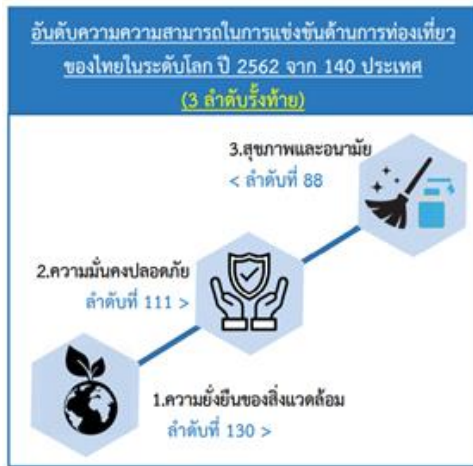 อันดับความความสามารถในการแข่งขันด้านการท่องเที่ยว
ของไทยในระดับโลก ปี 2562 จาก 140 ประเทศ
(3 ลำดับรั้งท้าย)
3.สุขภาพและอนามัย
< ลำดับที่ 88
2.ความมั่นคงปลอดภัย
ลำดับที่ 111 >
1.ความยั่งยืนของสิ่งแวดล้อม
ลำดับที่ 130 >